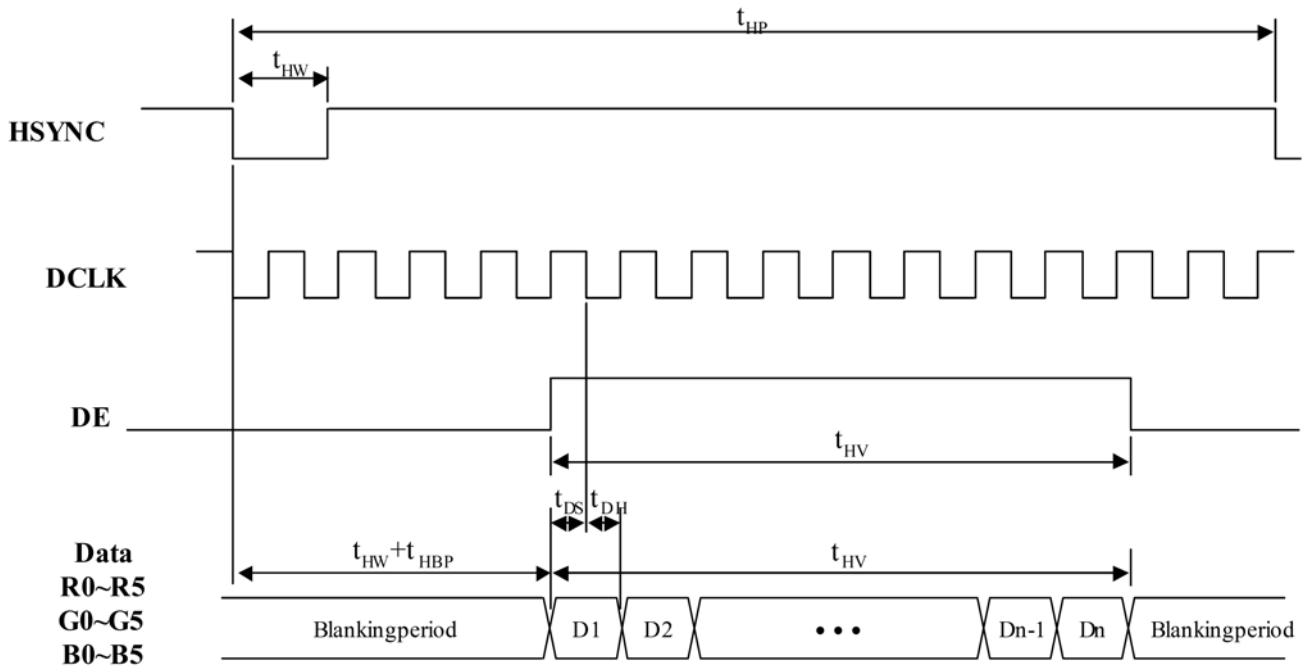 tHP
tHW
HSYNC
DCLK
DE
tHV
tDS tDH
Data
R0~R5
G0~G5
B0~B5
tHW+tHBP
tHV
Blankingperiod D1 D2 ••• Dn-1 Dn Blankingperiod